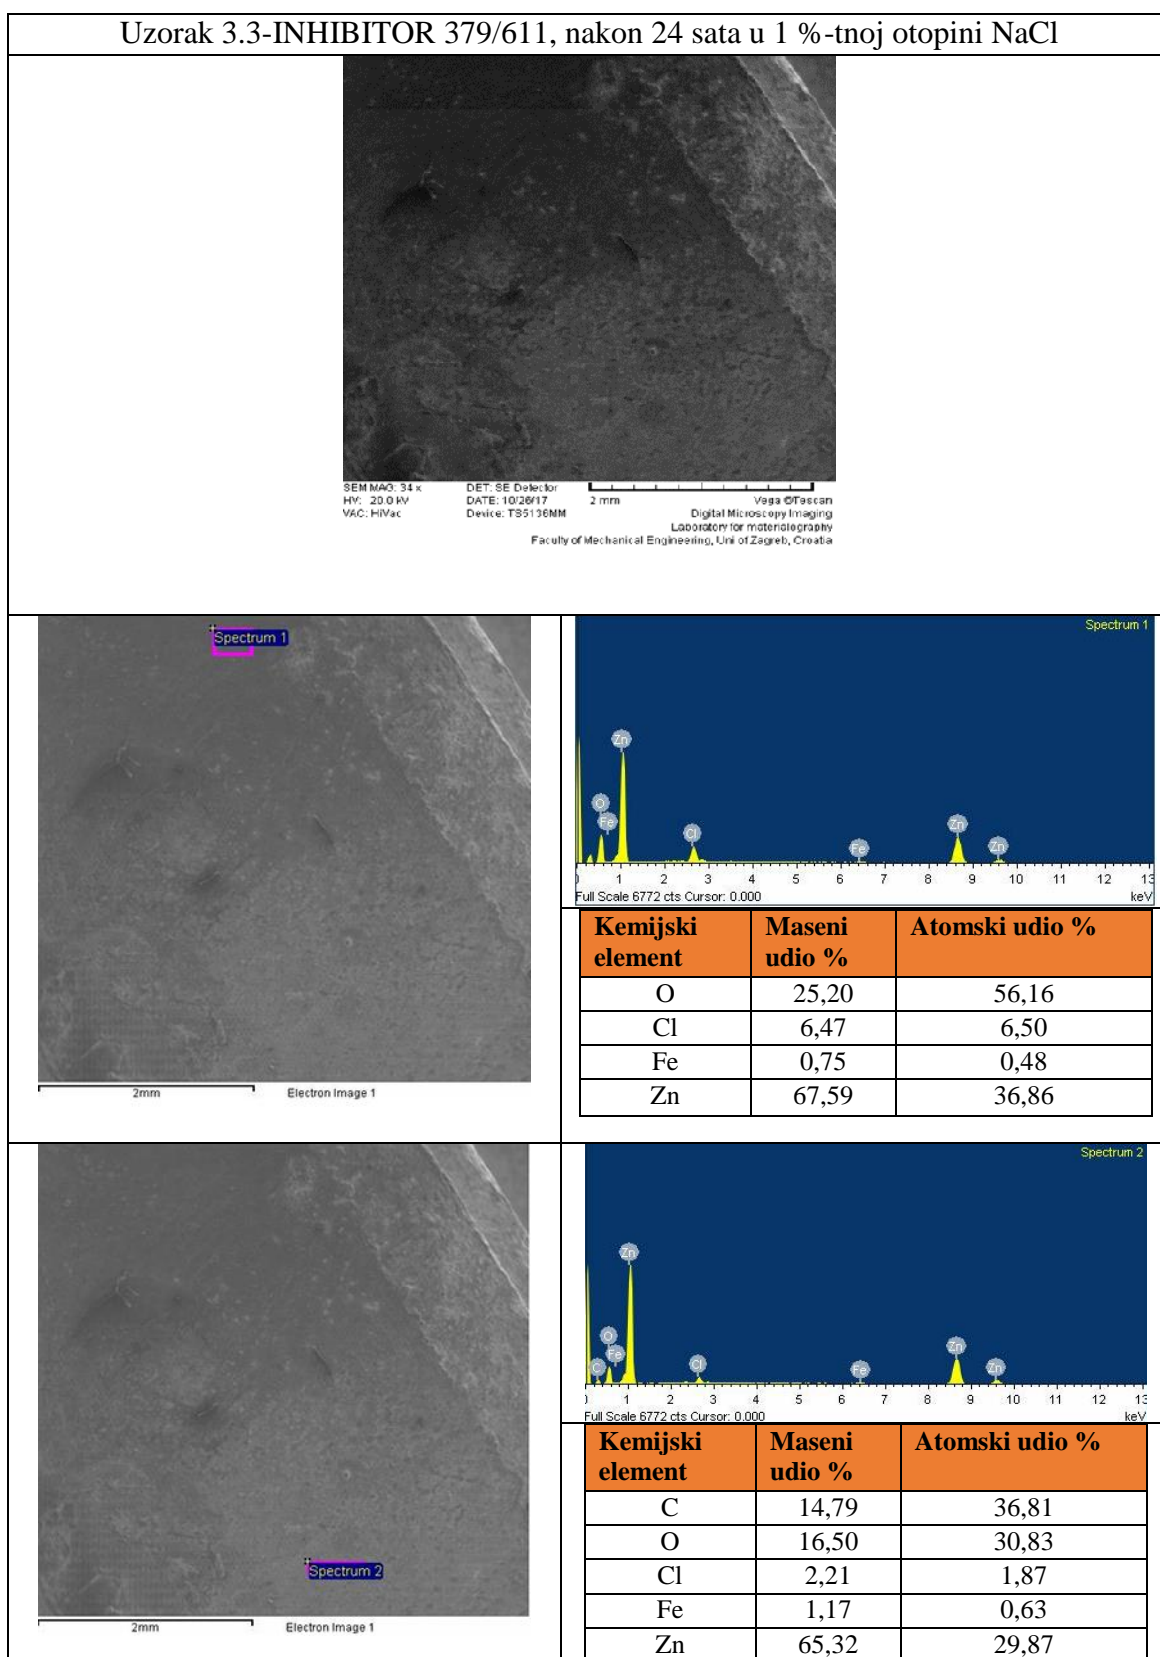 Uzorak 3.3-INHIBITOR 379/611, nakon 24 sata u 1 %-tnoj otopini NaCl
SEM MAG: 34 x DET: SE Detector
HV: 20.0 kV DATE: 10/26/17 2 mm Vega ©Tescan
VAC: HiVac Device: TS5136MM Digital Microscopy Imaging
Laboratory for materialography
Faculty of Mechanical Engineering, Uni of Zagreb, Croatia
Spectrum 1
2mm Electron Image 1
Spectrum 1
Zn
O
Fe
Cl
Fe
Zn
Zn
1 2 3 4 5 6 7 8 9 10 11 12 13
Full Scale 6772 cts Cursor: 0.000 keV
Kemijski element Maseni udio % Atomski udio %
O 25,20 56,16
Cl 6,47 6,50
Fe 0,75 0,48
Zn 67,59 36,86
Spectrum 2
2mm Electron Image 1
Spectrum 2
Zn
O
Fe
C
Cl
Fe
Zn
Zn
1 2 3 4 5 6 7 8 9 10 11 12 13
Full Scale 6772 cts Cursor: 0.000 keV
Kemijski element Maseni udio % Atomski udio %
C 14,79 36,81
O 16,50 30,83
Cl 2,21 1,87
Fe 1,17 0,63
Zn 65,32 29,87